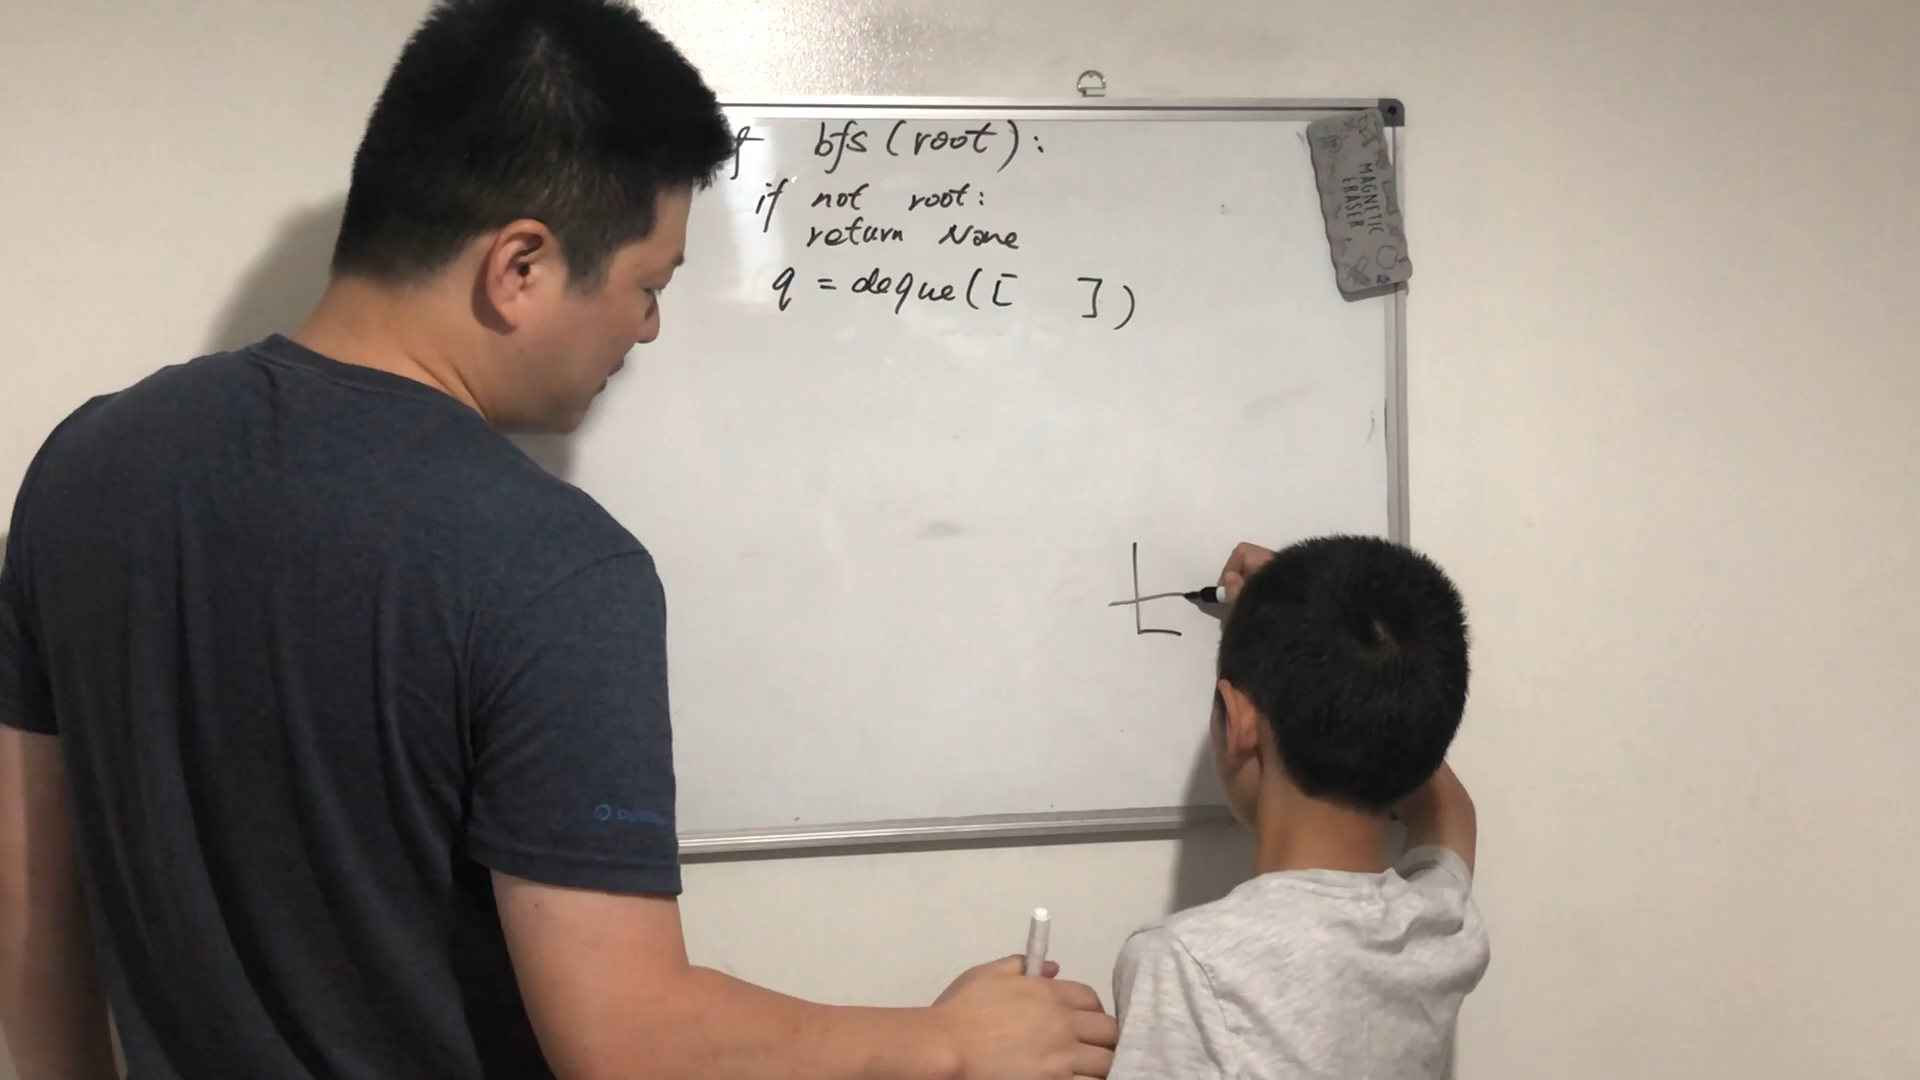 f bfs (root):
if not root:
return None
q = deque([ ])
MAGNETIC
ERASER